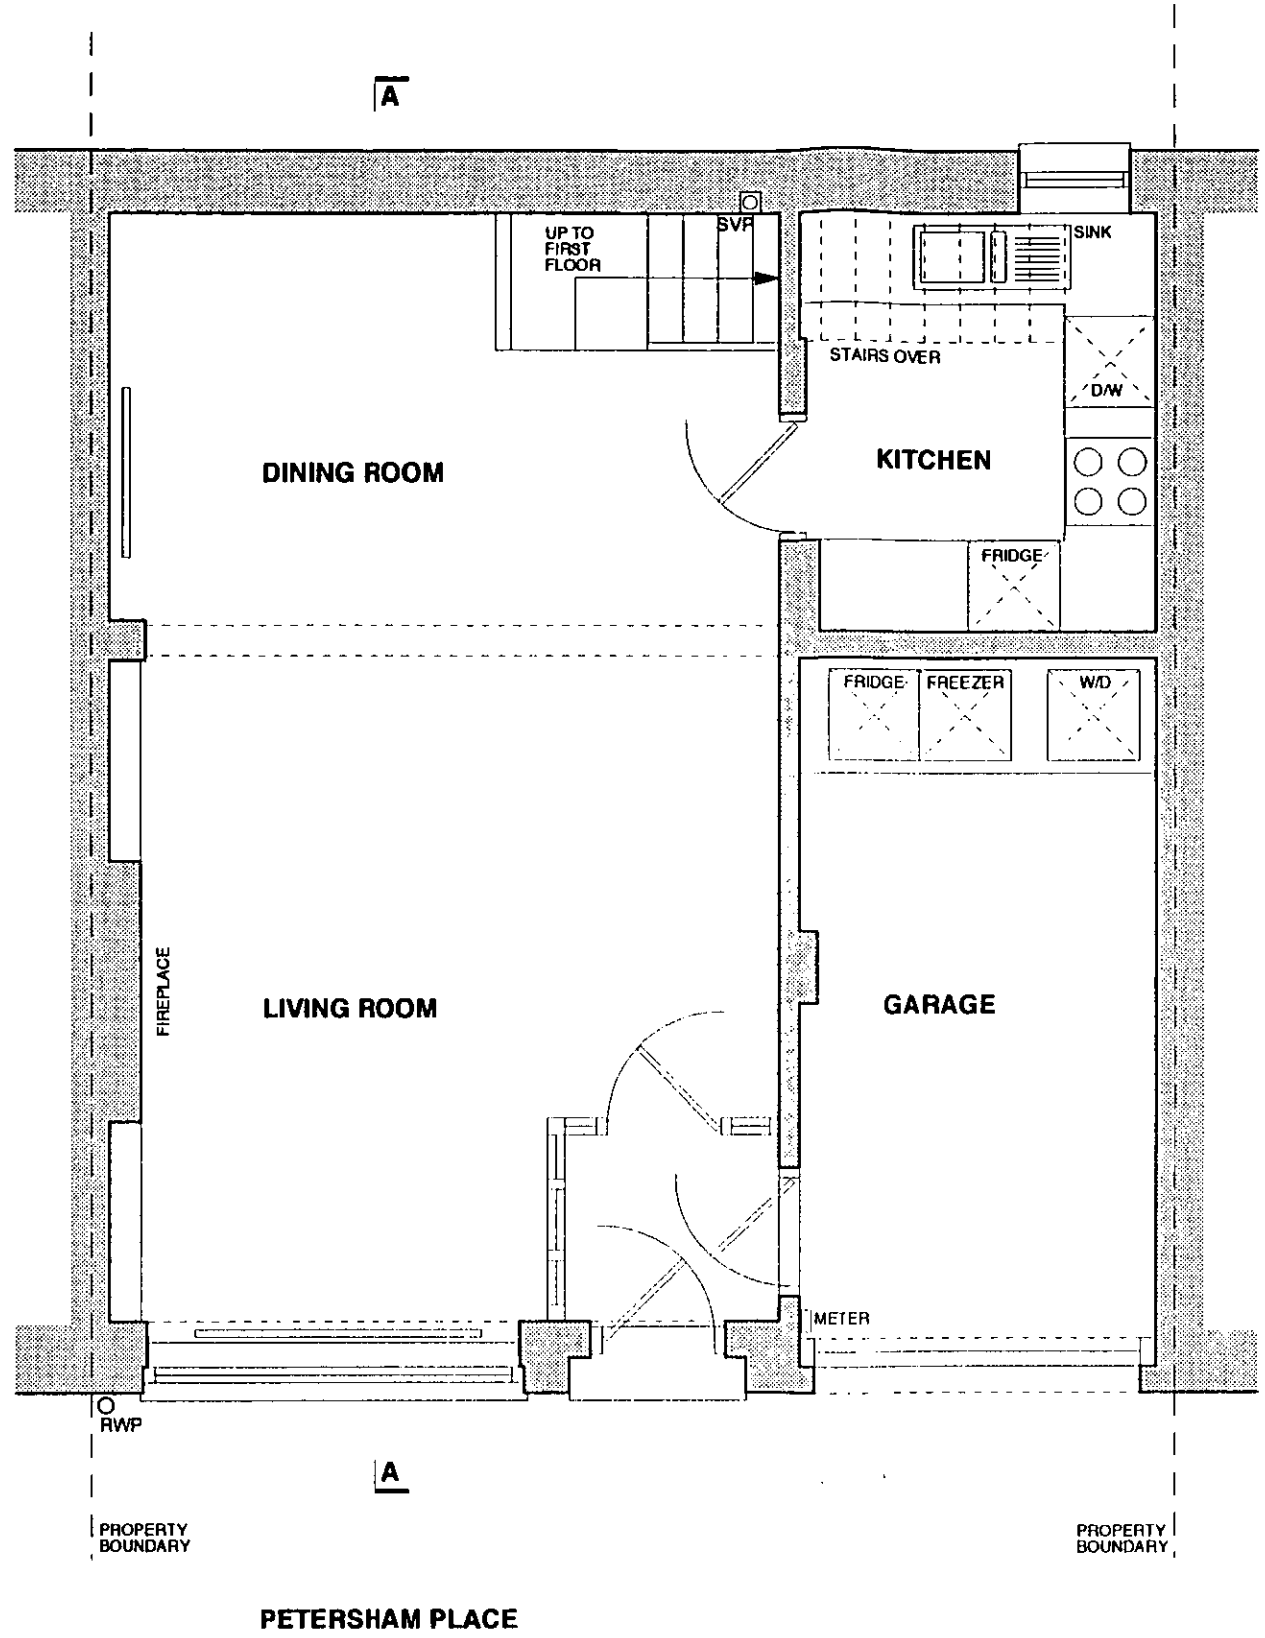 A
SVP
UP TO
FIRST
FLOOR
SINK
STAIRS OVER
D/W
DINING ROOM
KITCHEN
FRIDGE
FRIDGE
FREEZER
W/D
FIREPLACE
LIVING ROOM
GARAGE
METER
RWP
A
PROPERTY
BOUNDARY
PROPERTY
BOUNDARY
PETERSHAM PLACE